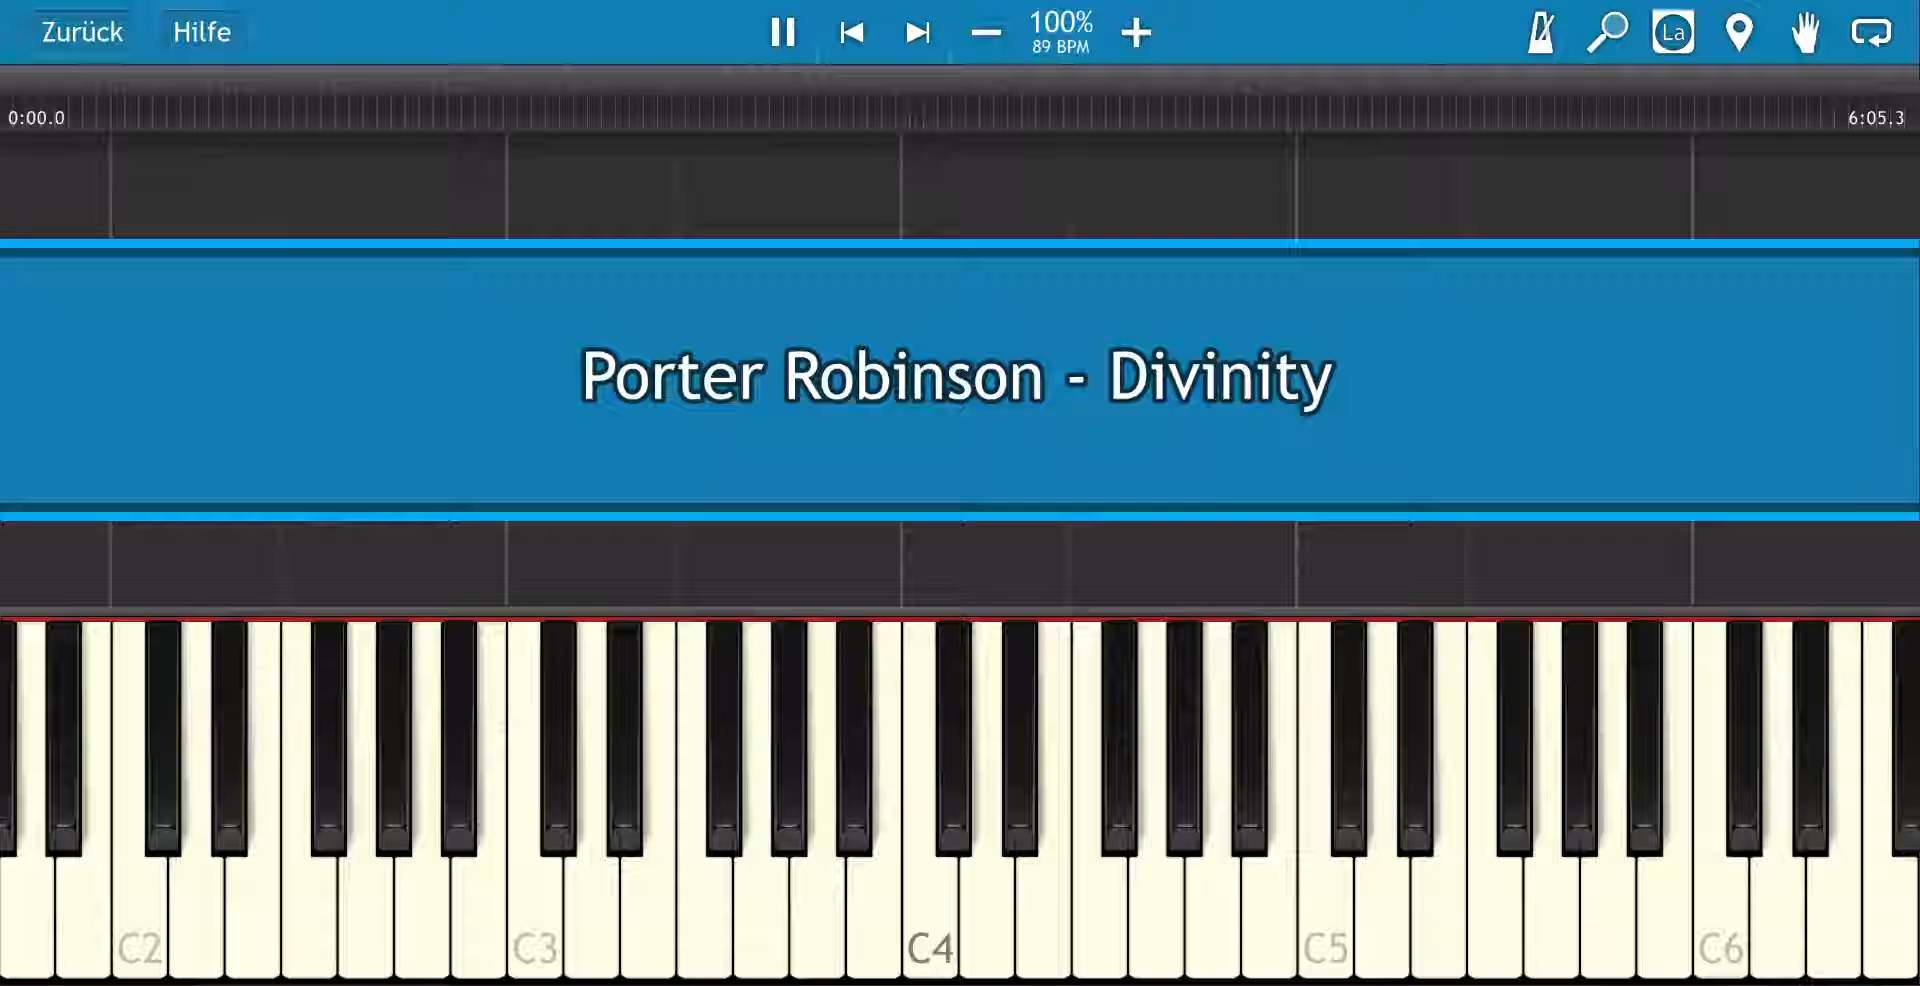 Zurück Hilfe 100% La
89 BPM
0:00.0 6:05.3
Porter Robinson - Divinity
C2 C3 C4 C5 C6